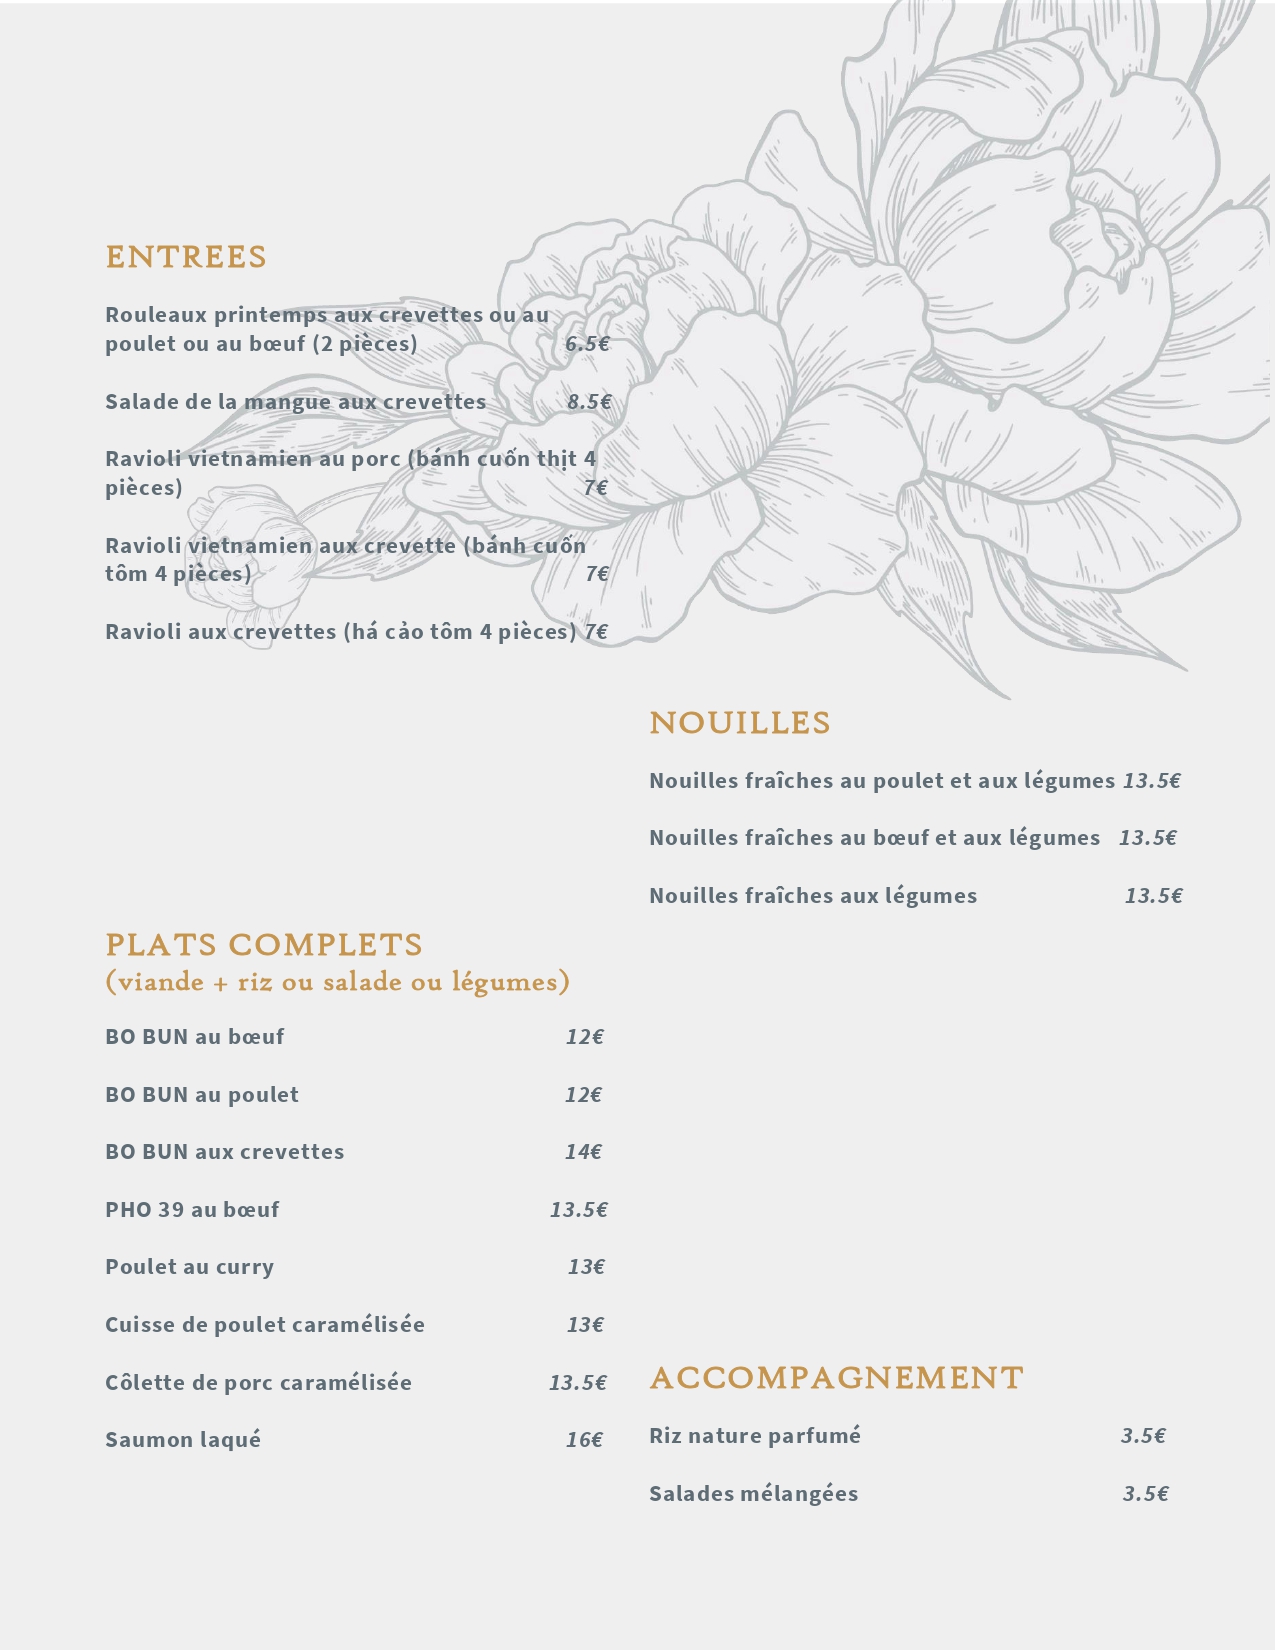 ENTREES
Rouleaux printemps aux crevettes ou au
poulet ou au bœuf (2 pièces) 6.5€
Salade de la mangue aux crevettes 8.5€
Ravioli vietnamien au porc (bánh cuốn thịt 4
pièces) 7€
Ravioli vietnamien aux crevette (bánh cuốn
tôm 4 pièces) 7€
Ravioli aux crevettes (há cảo tôm 4 pièces) 7€
NOUILLES
Nouilles fraîches au poulet et aux légumes 13.5€
Nouilles fraîches au bœuf et aux légumes 13.5€
Nouilles fraîches aux légumes 13.5€
PLATS COMPLETS
(viande + riz ou salade ou légumes)
BO BUN au bœuf 12€
BO BUN au poulet 12€
BO BUN aux crevettes 14€
PHO 39 au bœuf 13.5€
Poulet au curry 13€
Cuisse de poulet caramélisée 13€
Côlette de porc caramélisée 13.5€
Saumon laqué 16€
ACCOMPAGNEMENT
Riz nature parfumé 3.5€
Salades mélangées 3.5€